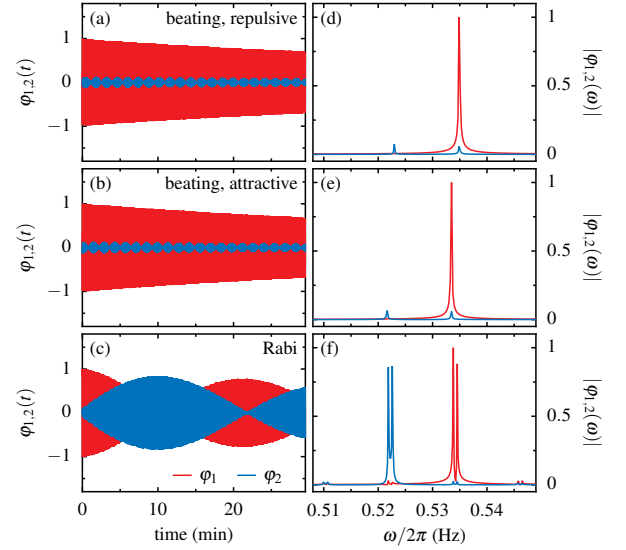 (a) beating, repulsive
φ₁,₂(t)
1
0
−1
(d)
1
0.5
0
|φ₁,₂(ω)|
(b) beating, attractive
φ₁,₂(t)
1
0
−1
(e)
1
0.5
0
|φ₁,₂(ω)|
(c) Rabi
φ₁,₂(t)
1
0
−1
φ₁ φ₂
0 10 20
time (min)
(f)
1
0.5
0
|φ₁,₂(ω)|
0.51 0.52 0.53 0.54
ω/2π (Hz)